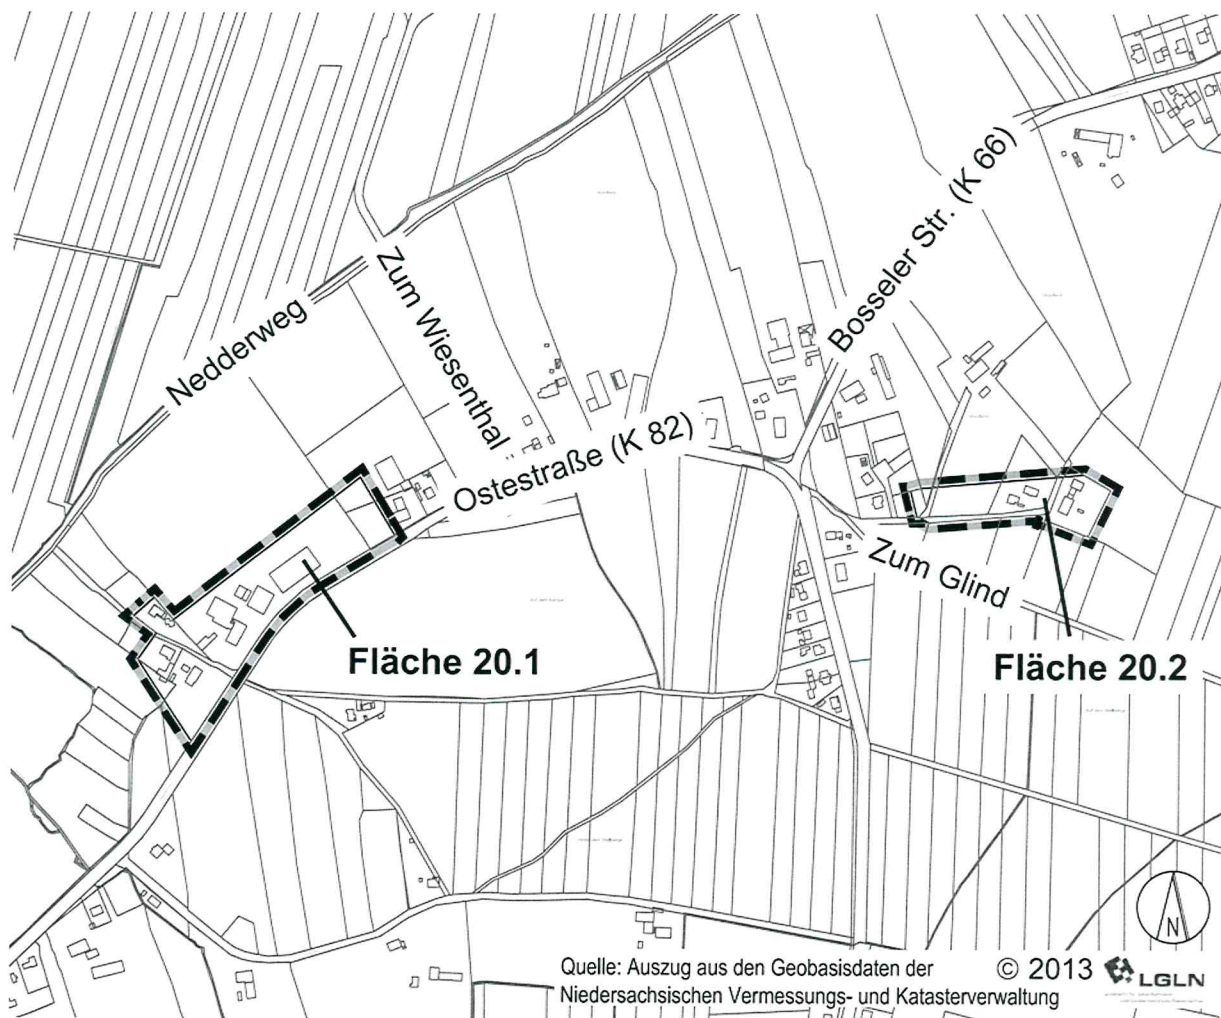 Nedderweg
Zum Wiesenthal
Ostestraße (K 82)
Bosseler Str. (K 66)
Zum Glind
Fläche 20.1
Fläche 20.2
N
Quelle: Auszug aus den Geobasisdaten der
Niedersachsischen Vermessungs- und Katasterverwaltung
© 2013
LGLN